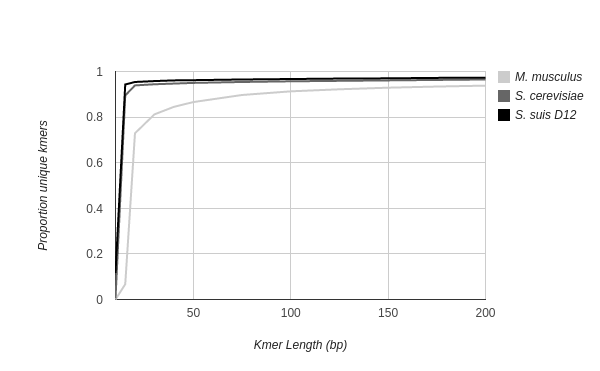 Proportion unique kmers
1
0.8
0.6
0.4
0.2
0
50 100 150 200
Kmer Length (bp)
M. musculus
S. cerevisiae
S. suis D12